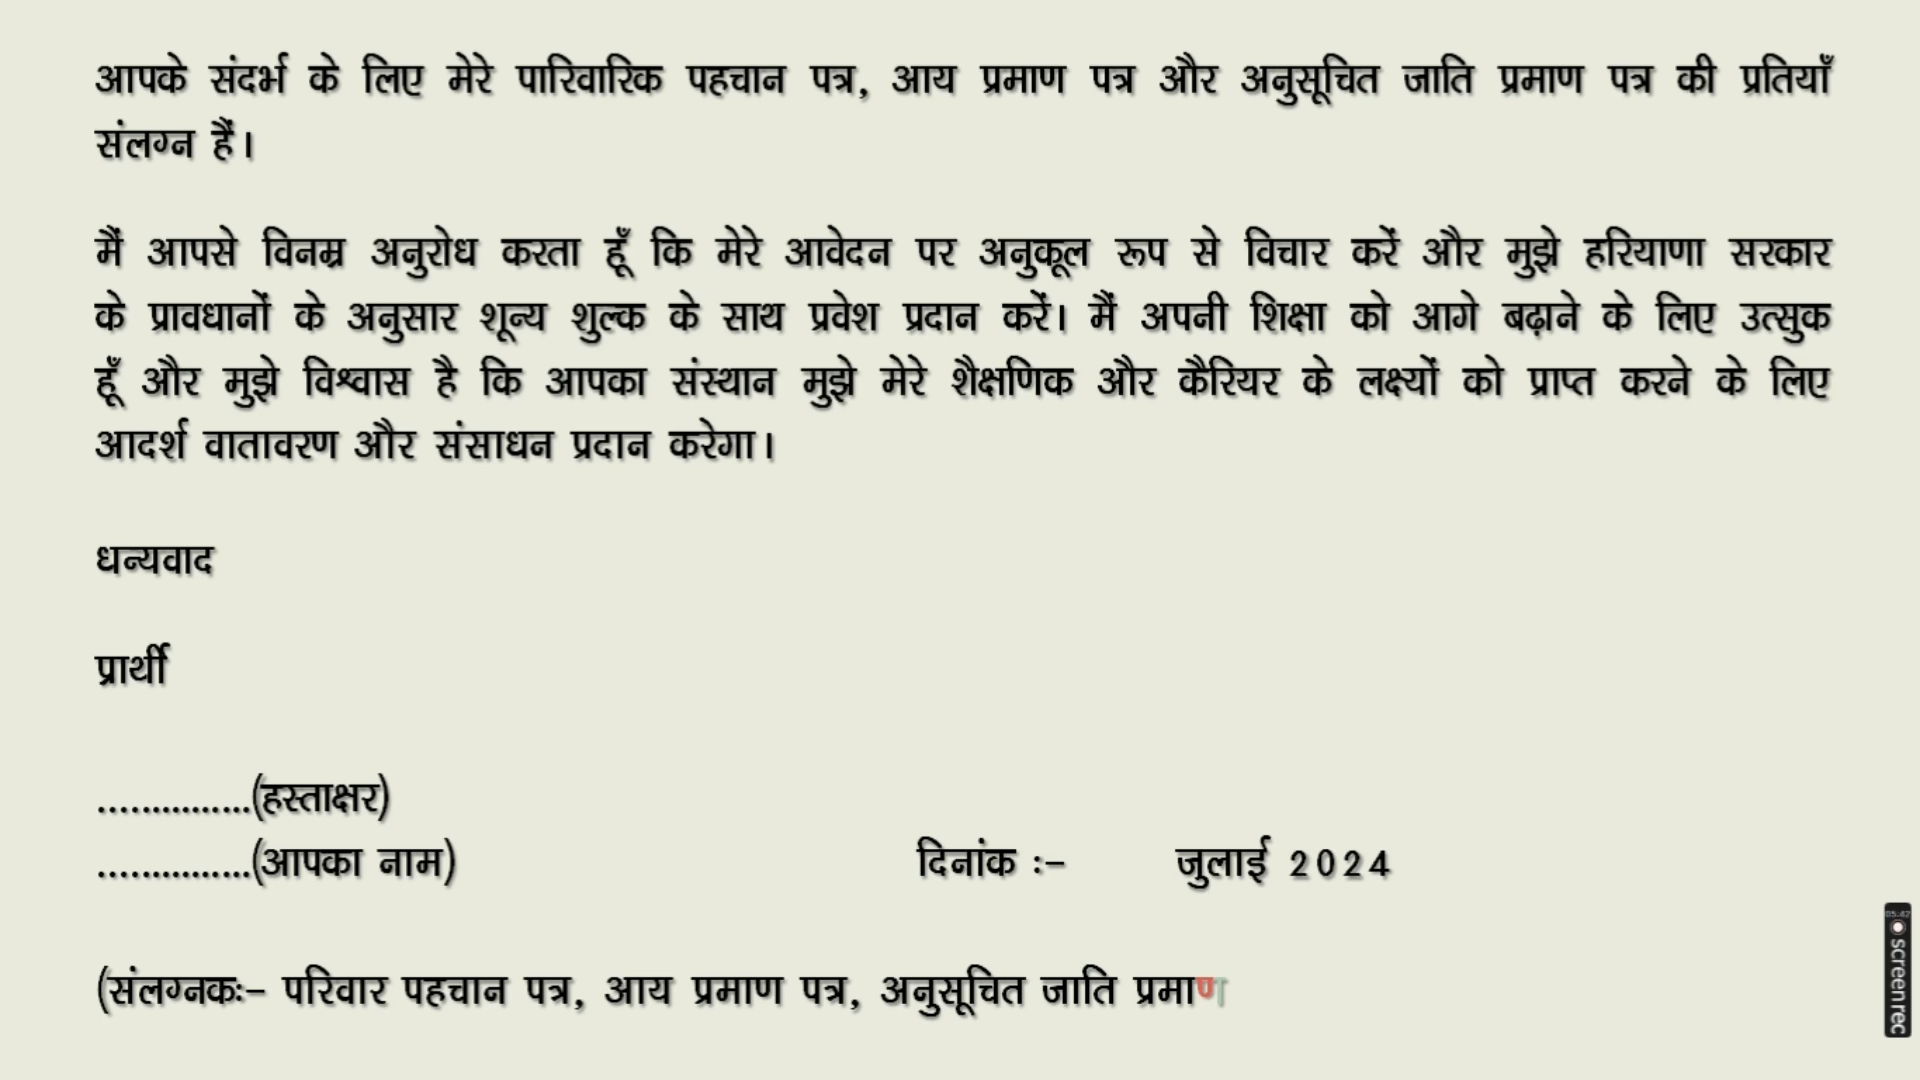 आपके संदर्भ के लिए मेरे पारिवारिक पहचान पत्र, आय प्रमाण पत्र और अनुसूचित जाति प्रमाण पत्र की प्रतियाँ
संलग्न हैं।
मैं आपसे विनम्र अनुरोध करता हूँ कि मेरे आवेदन पर अनुकूल रूप से विचार करें और मुझे हरियाणा सरकार
के प्रावधानों के अनुसार शून्य शुल्क के साथ प्रवेश प्रदान करें। मैं अपनी शिक्षा को आगे बढ़ाने के लिए उत्सुक
हूँ और मुझे विश्वास है कि आपका संस्थान मुझे मेरे शैक्षणिक और कैरियर के लक्ष्यों को प्राप्त करने के लिए
आदर्श वातावरण और संसाधन प्रदान करेगा।
धन्यवाद
प्रार्थी
...............(हस्ताक्षर)
...............(आपका नाम) दिनांक :- जुलाई 2024
(संलग्नकः- परिवार पहचान पत्र, आय प्रमाण पत्र, अनुसूचित जाति प्रमाण
05:42
screenrec